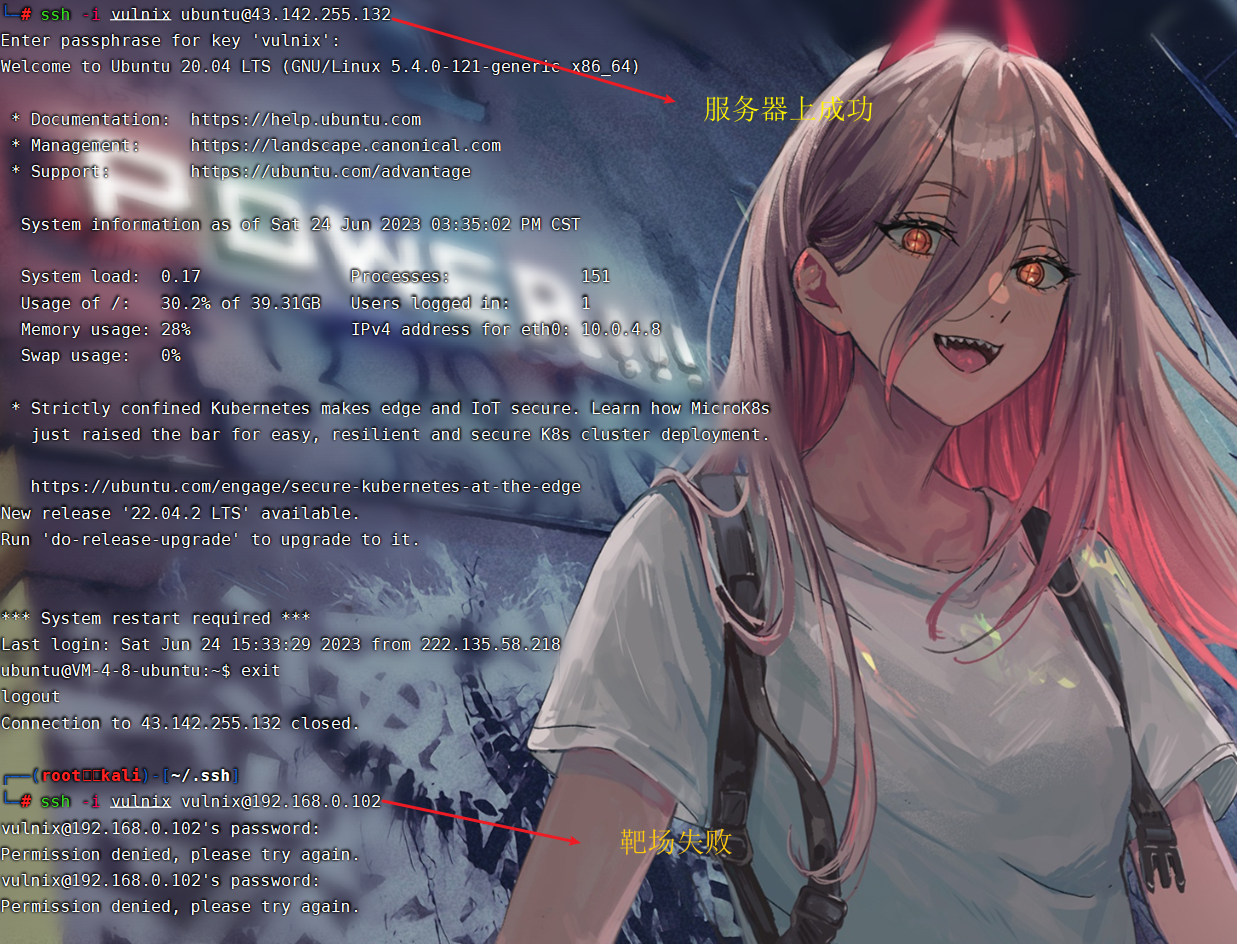 └─# ssh -i vulnix ubuntu@43.142.255.132
Enter passphrase for key 'vulnix':
Welcome to Ubuntu 20.04 LTS (GNU/Linux 5.4.0-121-generic x86_64)
服务器上成功
* Documentation:  https://help.ubuntu.com
* Management:     https://landscape.canonical.com
* Support:        https://ubuntu.com/advantage
POWER!!!
System information as of Sat 24 Jun 2023 03:35:02 PM CST
System load:  0.17               Processes:             151
Usage of /:   30.2% of 39.31GB   Users logged in:       1
Memory usage: 28%                IPv4 address for eth0: 10.0.4.8
Swap usage:   0%
* Strictly confined Kubernetes makes edge and IoT secure. Learn how MicroK8s
just raised the bar for easy, resilient and secure K8s cluster deployment.
https://ubuntu.com/engage/secure-kubernetes-at-the-edge
New release '22.04.2 LTS' available.
Run 'do-release-upgrade' to upgrade to it.
*** System restart required ***
Last login: Sat Jun 24 15:33:29 2023 from 222.135.58.218
ubuntu@VM-4-8-ubuntu:~$ exit
logout
Connection to 43.142.255.132 closed.
┌──(root□□kali)-[~/.ssh]
└─# ssh -i vulnix vulnix@192.168.0.102
vulnix@192.168.0.102's password:
靶场失败
Permission denied, please try again.
vulnix@192.168.0.102's password:
Permission denied, please try again.